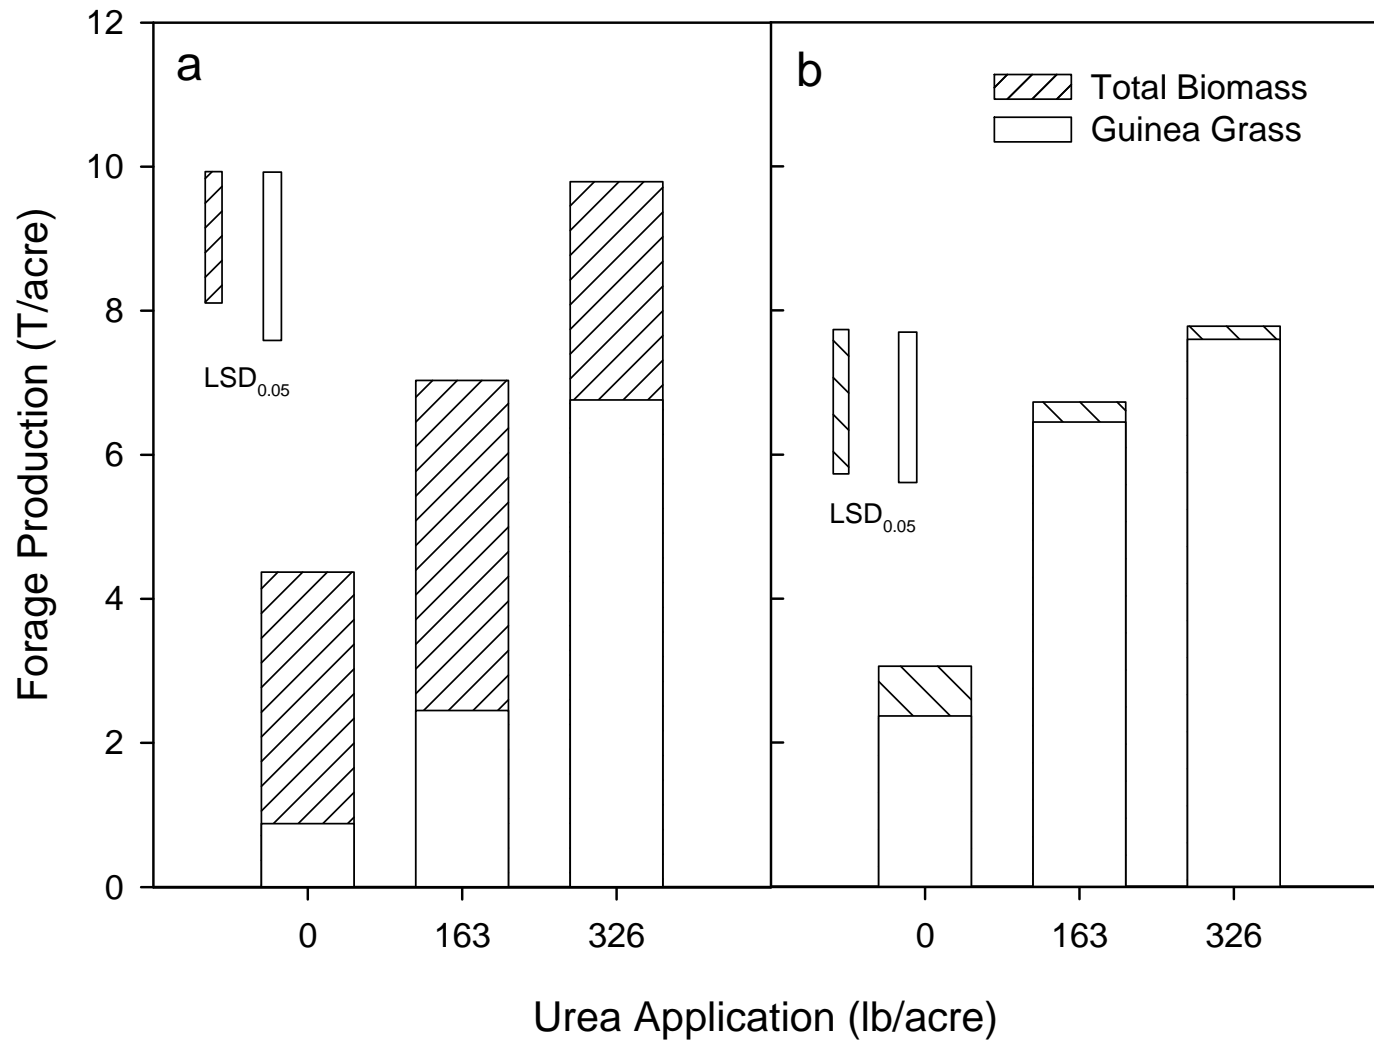 12
a
b
Total Biomass
Guinea Grass
10
8
LSD0.05
6
LSD0.05
4
2
0
Forage Production (T/acre)
0 163 326 0 163 326
Urea Application (lb/acre)